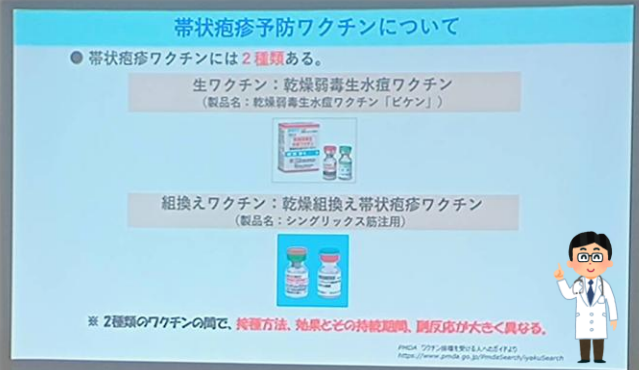 帯状疱疹予防ワクチンについて
● 帯状疱疹ワクチンには２種類ある。
生ワクチン：乾燥弱毒生水痘ワクチン
（製品名：乾燥弱毒生水痘ワクチン「ビケン」）
組換えワクチン：乾燥組換え帯状疱疹ワクチン
（製品名：シングリックス筋注用）
※ 2種類のワクチンの間で、接種方法、効果とその持続期間、副反応が大きく異なる。
PMDA ワクチン接種を受ける人へのガイドより
https://www.pmda.go.jp/PmdaSearch/iyakuSearch